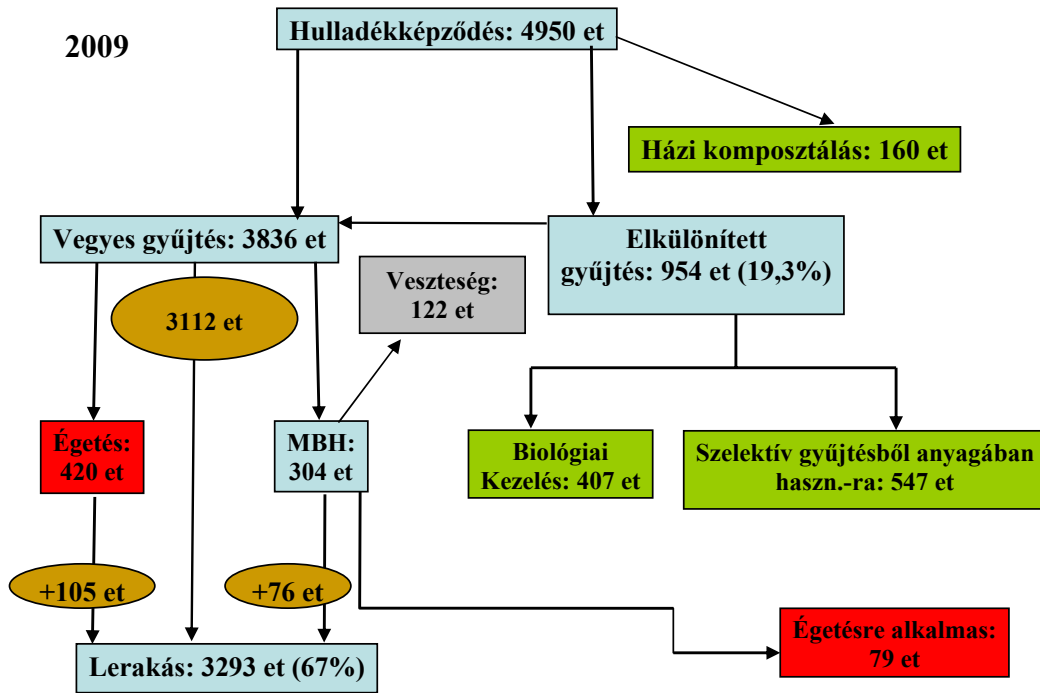 2009
Hulladékképződés: 4950 et
Házi komposztálás: 160 et
Vegyes gyűjtés: 3836 et
Elkülönített
gyűjtés: 954 et (19,3%)
Veszteség:
122 et
3112 et
Égetés:
420 et
MBH:
304 et
Biológiai
Kezelés: 407 et
Szelektív gyűjtésből anyagában
haszn.-ra: 547 et
+105 et
+76 et
Égetésre alkalmas:
79 et
Lerakás: 3293 et (67%)